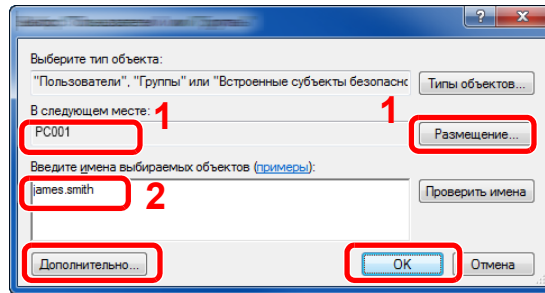 Выберите тип объекта:
"Пользователи", "Группы" или "Встроенные субъекты безопасно
Типы объектов...
В следующем месте:
1
1
PC001
Размещение...
Введите имена выбираемых объектов (примеры):
james.smith
2
Проверить имена
Дополнительно...
OK
Отмена